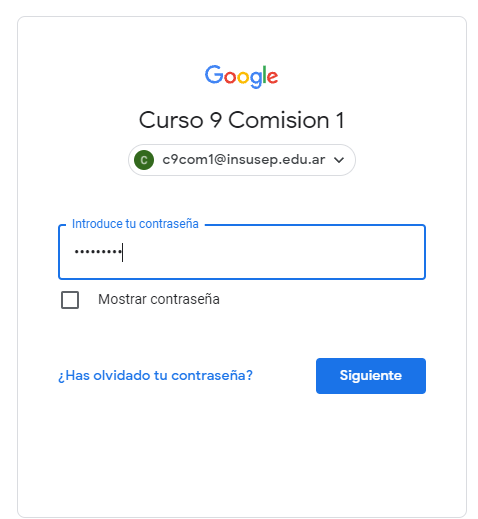 Google
Curso 9 Comision 1
C c9com1@insusep.edu.ar
Introduce tu contraseña
•••••••••
Mostrar contraseña
¿Has olvidado tu contraseña?
Siguiente